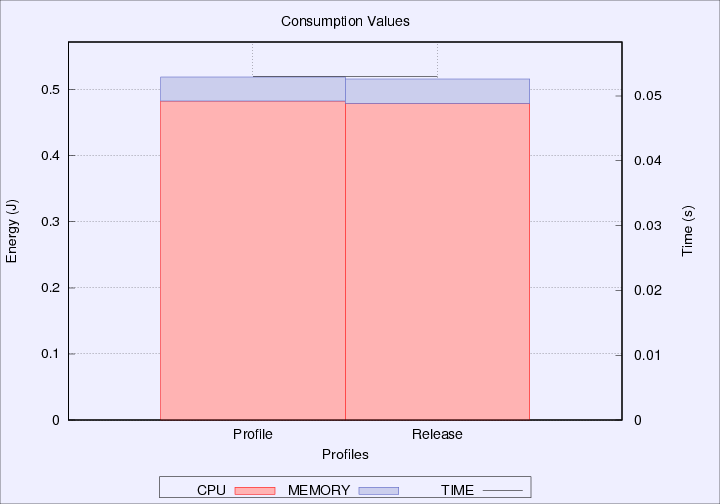 Consumption Values
Energy (J)
0.5
0.4
0.3
0.2
0.1
0
0.05
0.04
0.03
0.02
0.01
0
Time (s)
Profile Release
Profiles
CPU MEMORY TIME